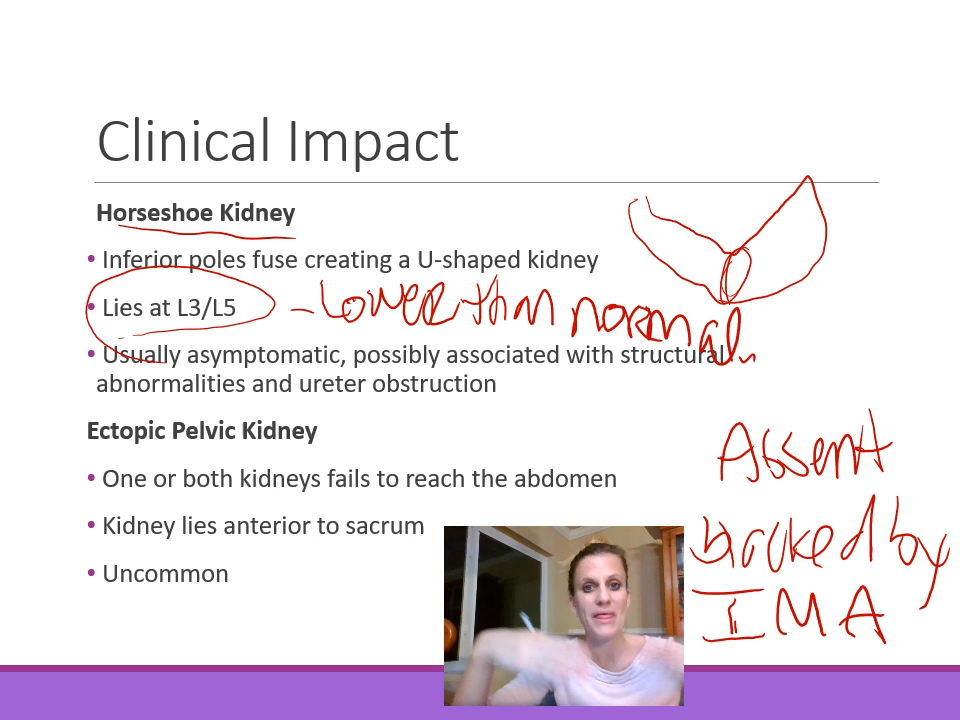 Clinical Impact
Horseshoe Kidney
• Inferior poles fuse creating a U-shaped kidney
• Lies at L3/L5 - Lower than normal
• Usually asymptomatic, possibly associated with structural
abnormalities and ureter obstruction
Ectopic Pelvic Kidney
• One or both kidneys fails to reach the abdomen
• Kidney lies anterior to sacrum
• Uncommon
Assent
blocked by
IMA